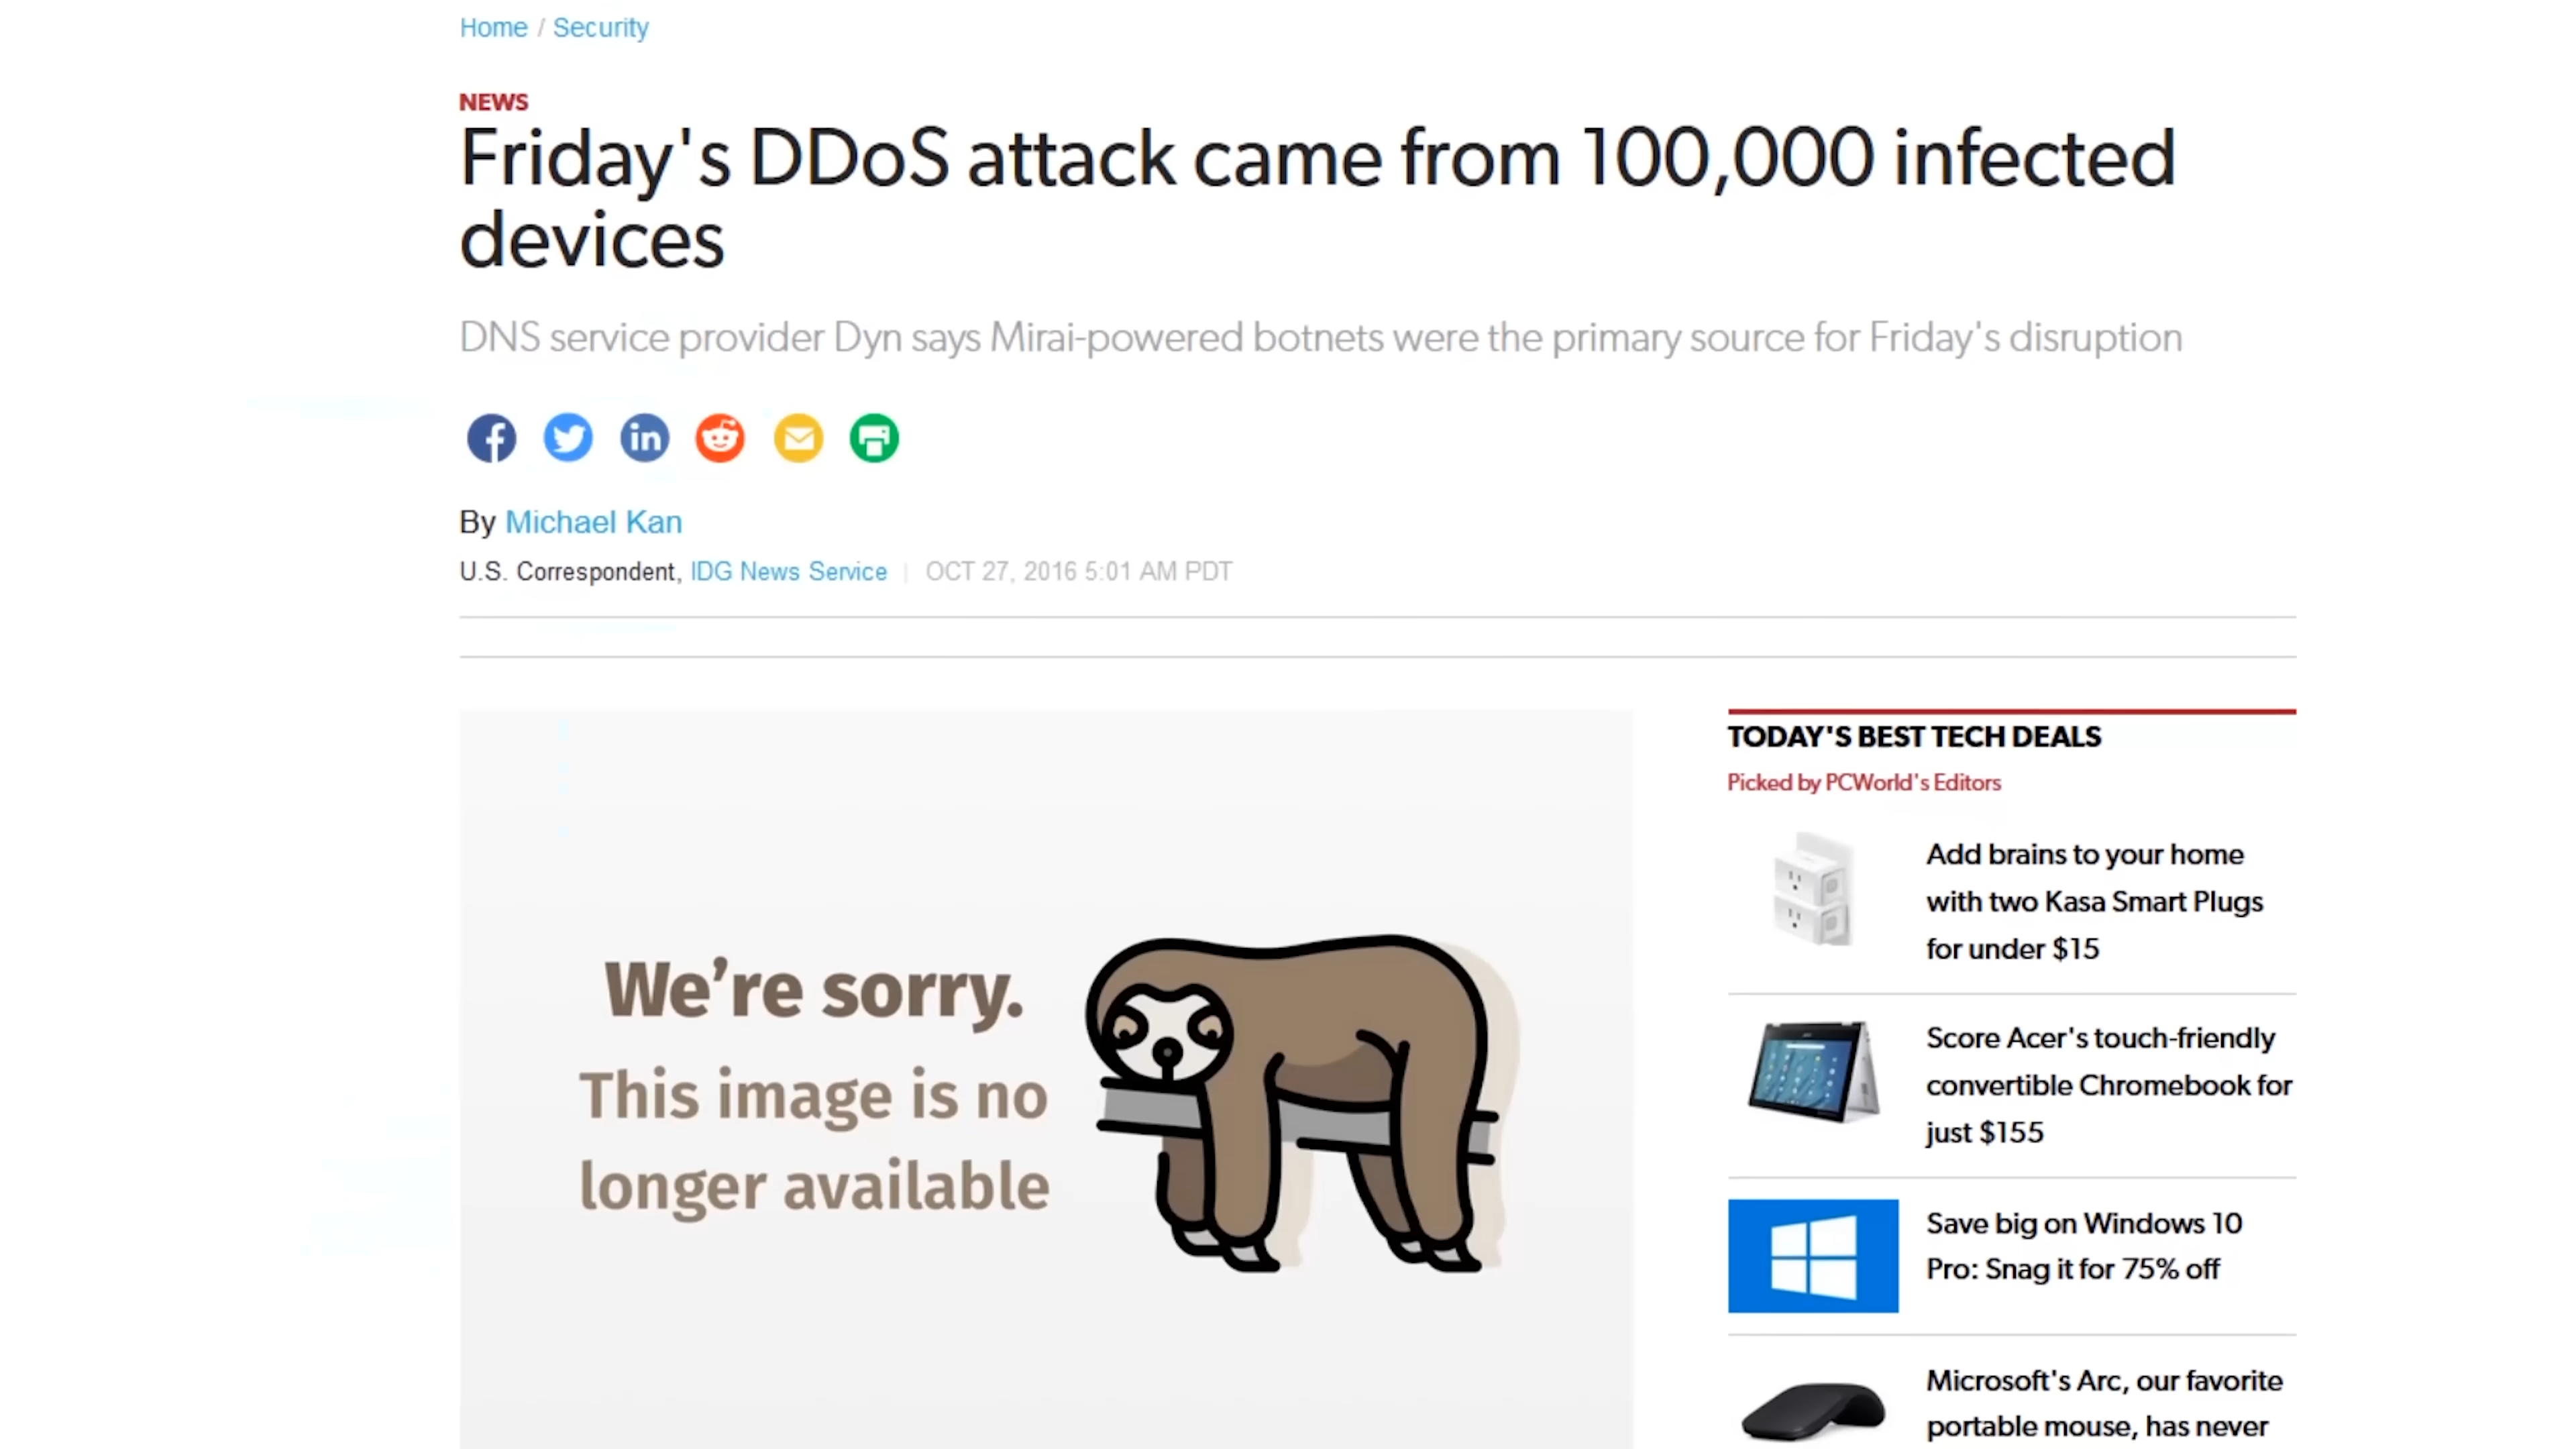 Home / Security
NEWS
Friday's DDoS attack came from 100,000 infected
devices
DNS service provider Dyn says Mirai-powered botnets were the primary source for Friday's disruption
By Michael Kan
U.S. Correspondent, IDG News Service | OCT 27, 2016 5:01 AM PDT
We're sorry.
This image is no
longer available
TODAY'S BEST TECH DEALS
Picked by PCWorld's Editors
Add brains to your home
with two Kasa Smart Plugs
for under $15
Score Acer's touch-friendly
convertible Chromebook for
just $155
Save big on Windows 10
Pro: Snag it for 75% off
Microsoft's Arc, our favorite
portable mouse, has never